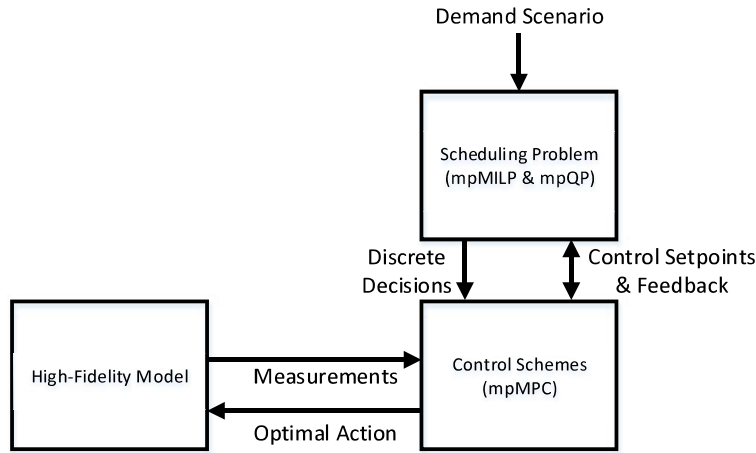 Demand Scenario
Scheduling Problem
(mpMILP & mpQP)
Discrete
Decisions
Control Setpoints
& Feedback
High-Fidelity Model
Measurements
Optimal Action
Control Schemes
(mpMPC)